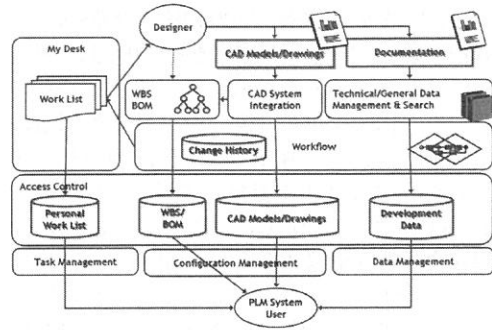 Designer
My Desk
CAD Models/Drawings
Documentation
Work List
WBS
BOM
CAD System
Integration
Technical/General Data
Management & Search
Change History
Workflow
Access Control
Personal
Work List
WBS/
BOM
CAD Models/Drawings
Development
Data
Task Management
Configuration Management
Data Management
PLM System
User